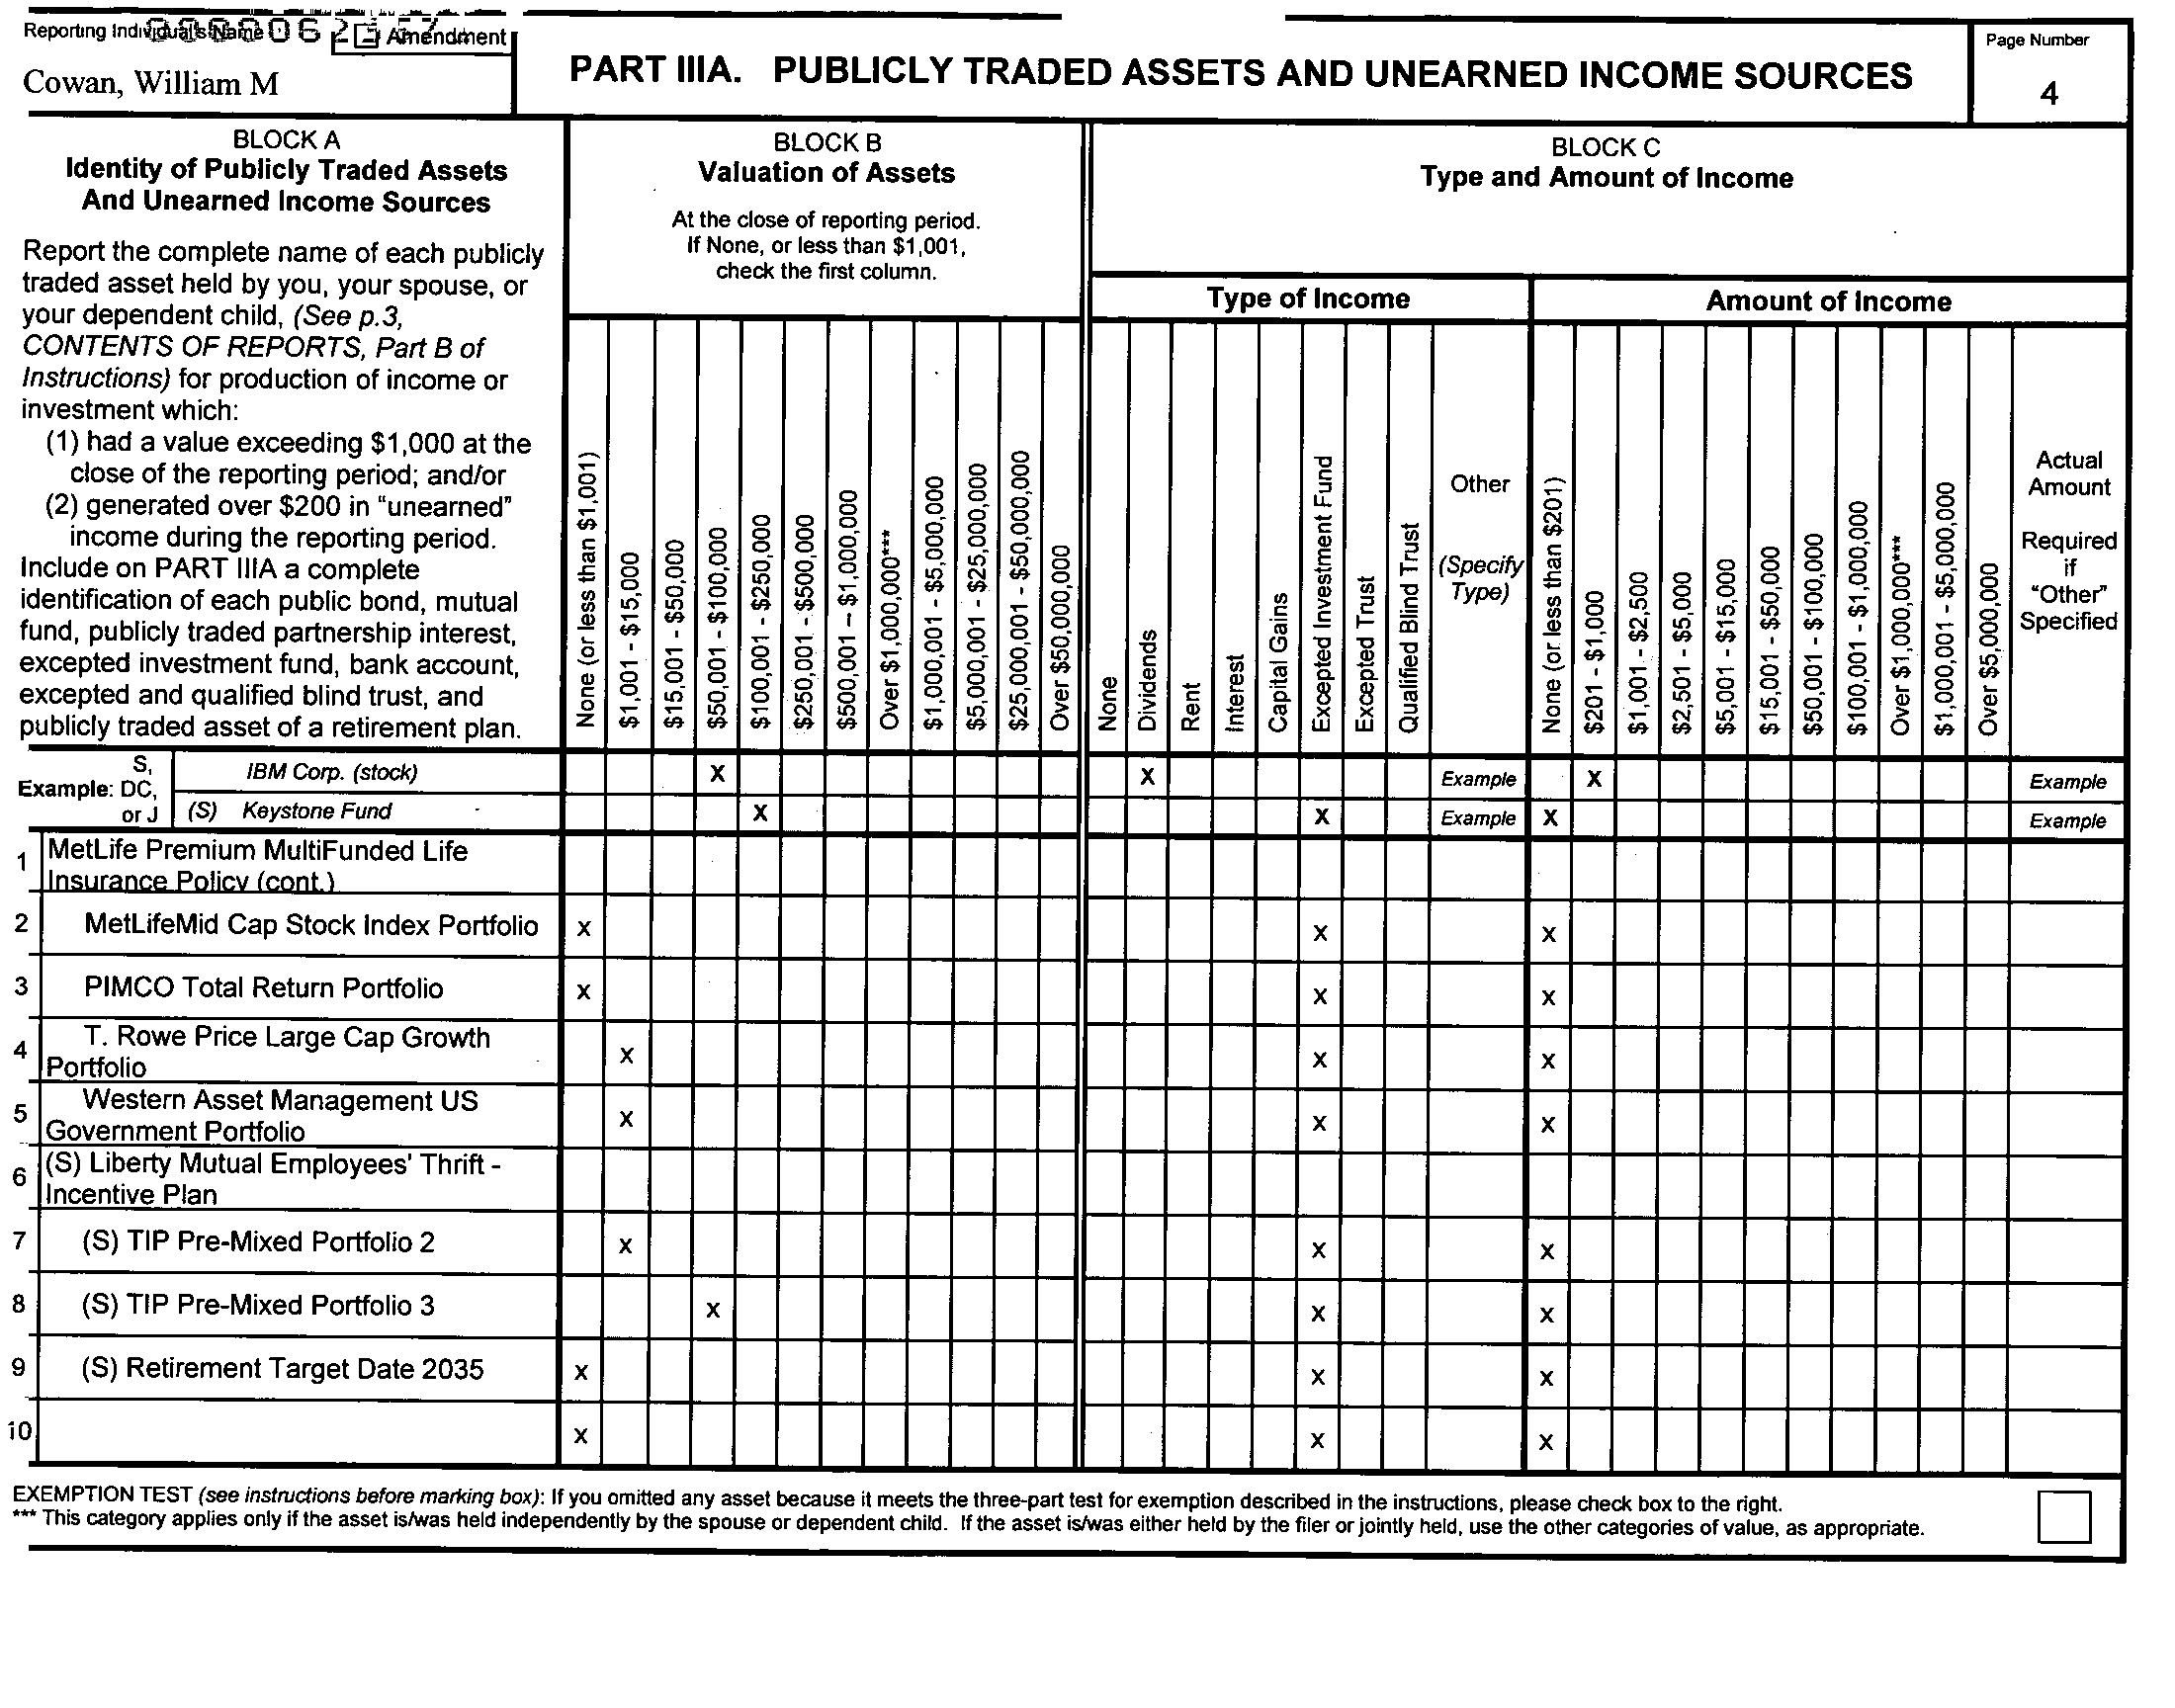 Reporting Individual's Name
Amendment
Cowan, William M
PART IIIA. PUBLICLY TRADED ASSETS AND UNEARNED INCOME SOURCES
Page Number
4
BLOCK A
Identity of Publicly Traded Assets
And Unearned Income Sources
Report the complete name of each publicly
traded asset held by you, your spouse, or
your dependent child, (See p.3,
CONTENTS OF REPORTS, Part B of
Instructions) for production of income or
investment which:
(1) had a value exceeding $1,000 at the
close of the reporting period; and/or
(2) generated over $200 in "unearned"
income during the reporting period.
Include on PART IIIA a complete
identification of each public bond, mutual
fund, publicly traded partnership interest,
excepted investment fund, bank account,
excepted and qualified blind trust, and
publicly traded asset of a retirement plan.
BLOCK B
Valuation of Assets
At the close of reporting period.
If None, or less than $1,001,
check the first column.
None (or less than $1,001)
$1,001 - $15,000
$15,001 - $50,000
$50,001 - $100,000
$100,001 - $250,000
$250,001 - $500,000
$500,001 - $1,000,000
Over $1,000,000***
$1,000,001 - $5,000,000
$5,000,001 - $25,000,000
$25,000,001 - $50,000,000
Over $50,000,000
BLOCK C
Type and Amount of Income
Type of Income
None
Dividends
Rent
Interest
Capital Gains
Excepted Investment Fund
Excepted Trust
Qualified Blind Trust
Other
(Specify
Type)
Amount of Income
None (or less than $201)
$201 - $1,000
$1,001 - $2,500
$2,501 - $5,000
$5,001 - $15,000
$15,001 - $50,000
$50,001 - $100,000
$100,001 - $1,000,000
Over $1,000,000***
$1,000,001 - $5,000,000
Over $5,000,000
Actual
Amount
Required
if
"Other"
Specified
S,
Example: DC,
or J
IBM Corp. (stock) X X Example X Example
(S) Keystone Fund X X Example X Example
1 MetLife Premium MultiFunded Life
Insurance Policy (cont.)
2 MetLifeMid Cap Stock Index Portfolio X X X
3 PIMCO Total Return Portfolio X X X
4 T. Rowe Price Large Cap Growth
Portfolio X X X
5 Western Asset Management US
Government Portfolio X X X
6 (S) Liberty Mutual Employees' Thrift -
Incentive Plan
7 (S) TIP Pre-Mixed Portfolio 2 X X X
8 (S) TIP Pre-Mixed Portfolio 3 X X X
9 (S) Retirement Target Date 2035 X X X
10 X X X
EXEMPTION TEST (see instructions before marking box): If you omitted any asset because it meets the three-part test for exemption described in the instructions, please check box to the right.
*** This category applies only if the asset is/was held independently by the spouse or dependent child. If the asset is/was either held by the filer or jointly held, use the other categories of value, as appropriate.